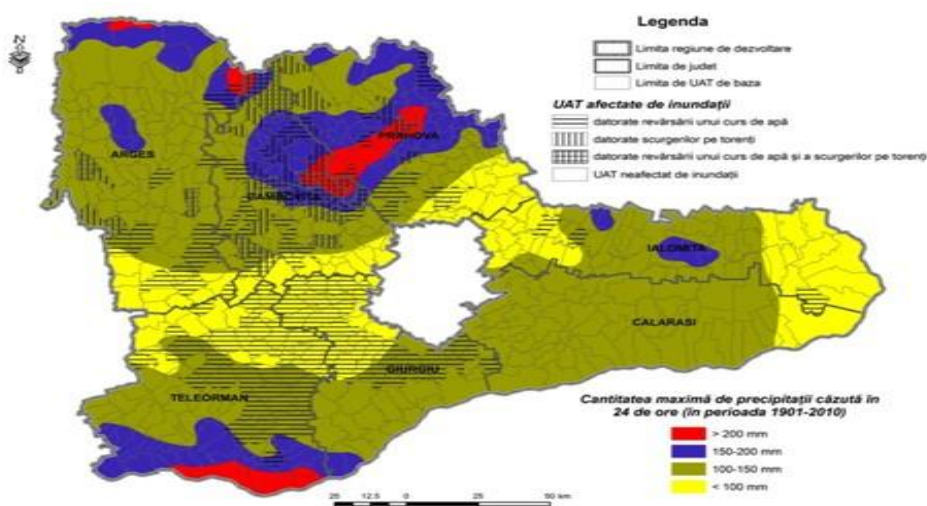 Legenda
Limita regiune de dezvoltare
Limita de județ
Limita de UAT de baza
UAT afectate de inundații
datorate revărsării unui curs de apă
datorate scurgerilor pe torenți
datorate revărsării unui curs de apă și a scurgerilor pe torenți
UAT neafectat de inundații
N
PRAHOVA
ARGES
DAMBOVITA
IALOMITA
CALARASI
GIURGIU
TELEORMAN
Cantitatea maximă de precipitații căzută în
24 de ore (în perioada 1901-2010)
> 200 mm
150-200 mm
100-150 mm
< 100 mm
25 12.5 0 25 50 km